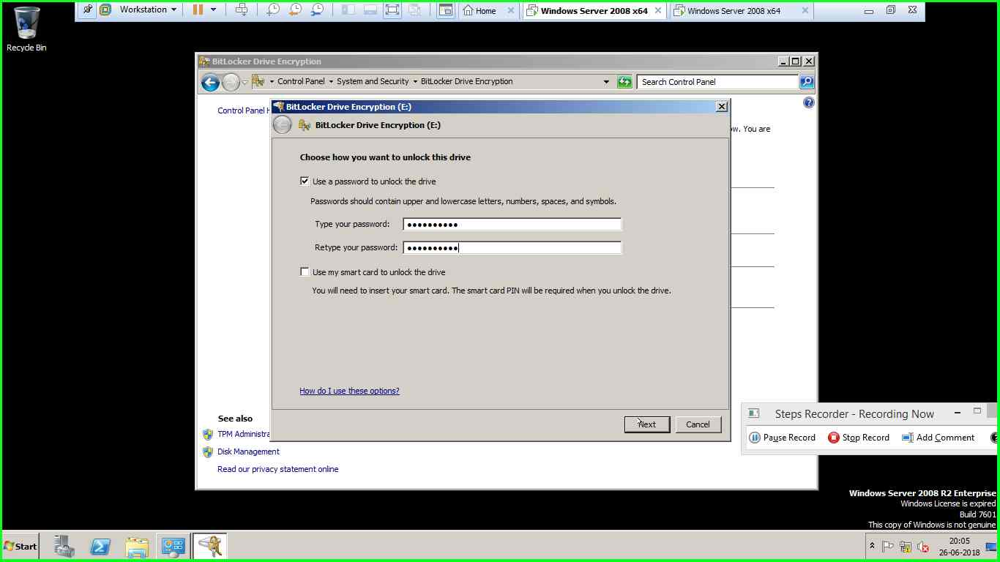 Workstation
Home
Windows Server 2008 x64
Windows Server 2008 x64
Recycle Bin
BitLocker Drive Encryption
Control Panel
System and Security
BitLocker Drive Encryption
Search Control Panel
Control Panel
BitLocker Drive Encryption (E:)
BitLocker Drive Encryption (E:)
ow. You are
Choose how you want to unlock this drive
Use a password to unlock the drive
Passwords should contain upper and lowercase letters, numbers, spaces, and symbols.
Type your password:
Retype your password:
Use my smart card to unlock the drive
You will need to insert your smart card. The smart card PIN will be required when you unlock the drive.
How do I use these options?
Next
Cancel
See also
TPM Administra
Disk Management
Read our privacy statement online
Steps Recorder - Recording Now
Pause Record
Stop Record
Add Comment
Windows Server 2008 R2 Enterprise
Windows License is expired
Build 7601
This copy of Windows is not genuine
Start
20:05
26-06-2018